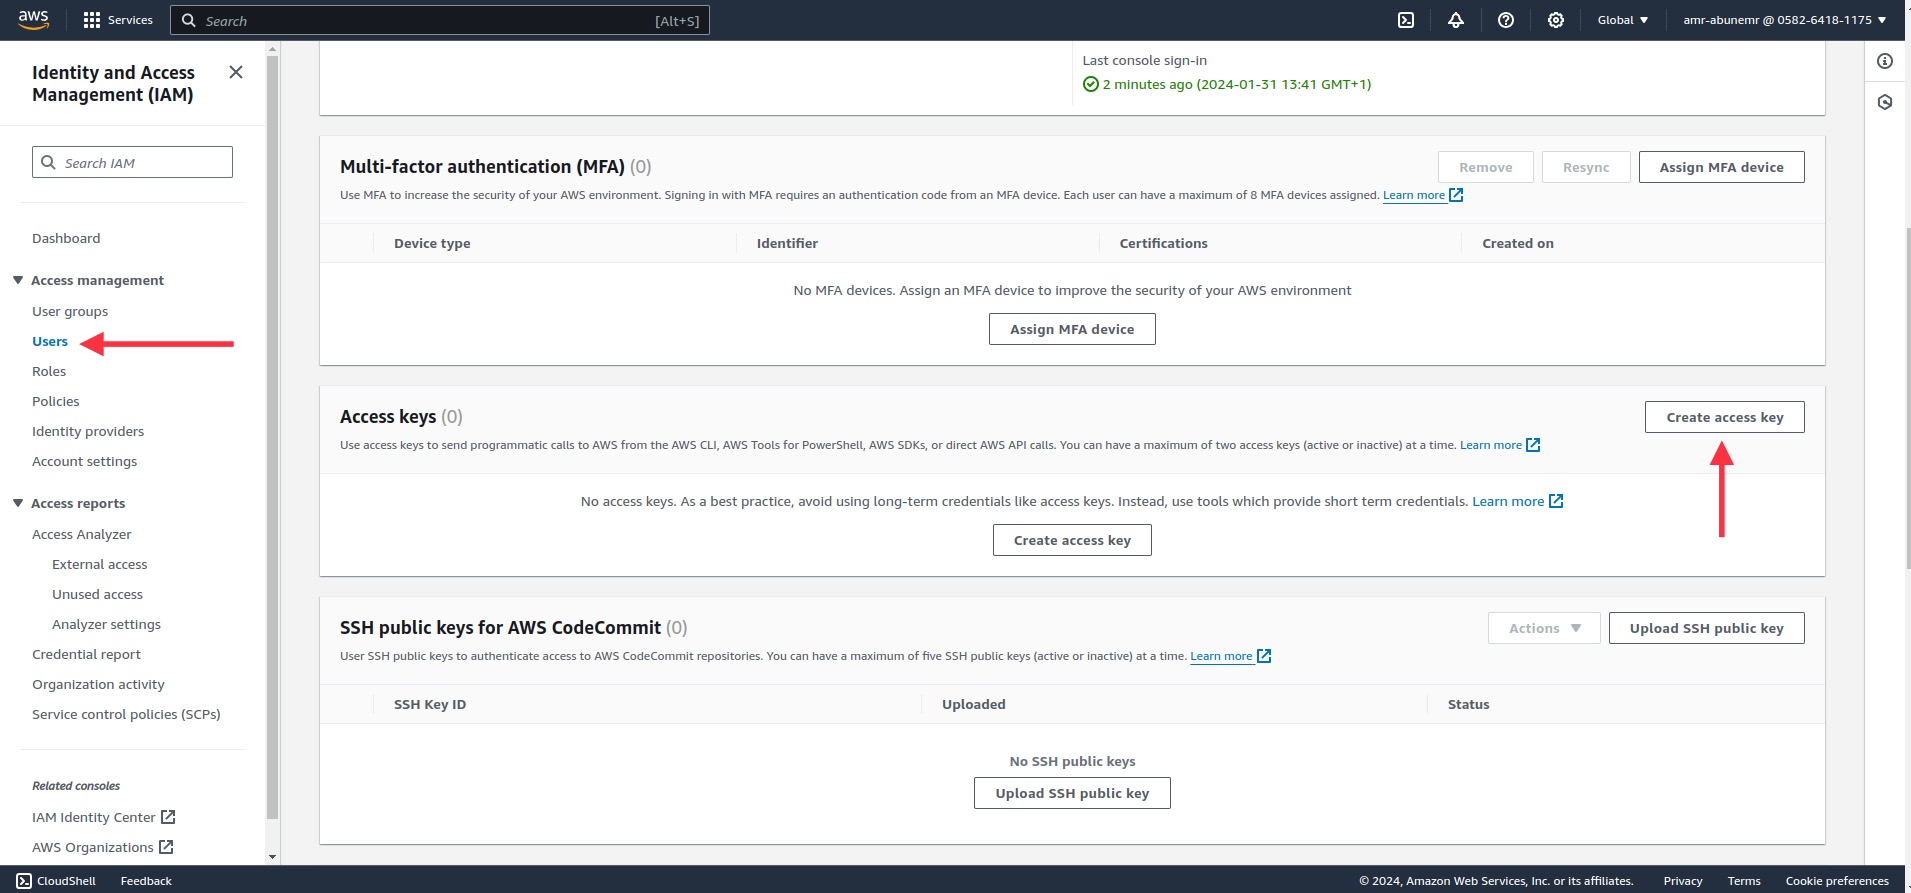 aws
Services
Search
[Alt+S]
Global
amr-abunemr @ 0582-6418-1175
Identity and Access
Management (IAM)
Search IAM
Dashboard
Access management
User groups
Users
Roles
Policies
Identity providers
Account settings
Access reports
Access Analyzer
External access
Unused access
Analyzer settings
Credential report
Organization activity
Service control policies (SCPs)
Related consoles
IAM Identity Center
AWS Organizations
Last console sign-in
2 minutes ago (2024-01-31 13:41 GMT+1)
Multi-factor authentication (MFA) (0)
Remove
Resync
Assign MFA device
Use MFA to increase the security of your AWS environment. Signing in with MFA requires an authentication code from an MFA device. Each user can have a maximum of 8 MFA devices assigned. Learn more
Device type
Identifier
Certifications
Created on
No MFA devices. Assign an MFA device to improve the security of your AWS environment
Assign MFA device
Access keys (0)
Create access key
Use access keys to send programmatic calls to AWS from the AWS CLI, AWS Tools for PowerShell, AWS SDKs, or direct AWS API calls. You can have a maximum of two access keys (active or inactive) at a time. Learn more
No access keys. As a best practice, avoid using long-term credentials like access keys. Instead, use tools which provide short term credentials. Learn more
Create access key
SSH public keys for AWS CodeCommit (0)
Actions
Upload SSH public key
User SSH public keys to authenticate access to AWS CodeCommit repositories. You can have a maximum of five SSH public keys (active or inactive) at a time. Learn more
SSH Key ID
Uploaded
Status
No SSH public keys
Upload SSH public key
CloudShell
Feedback
© 2024, Amazon Web Services, Inc. or its affiliates.
Privacy
Terms
Cookie preferences